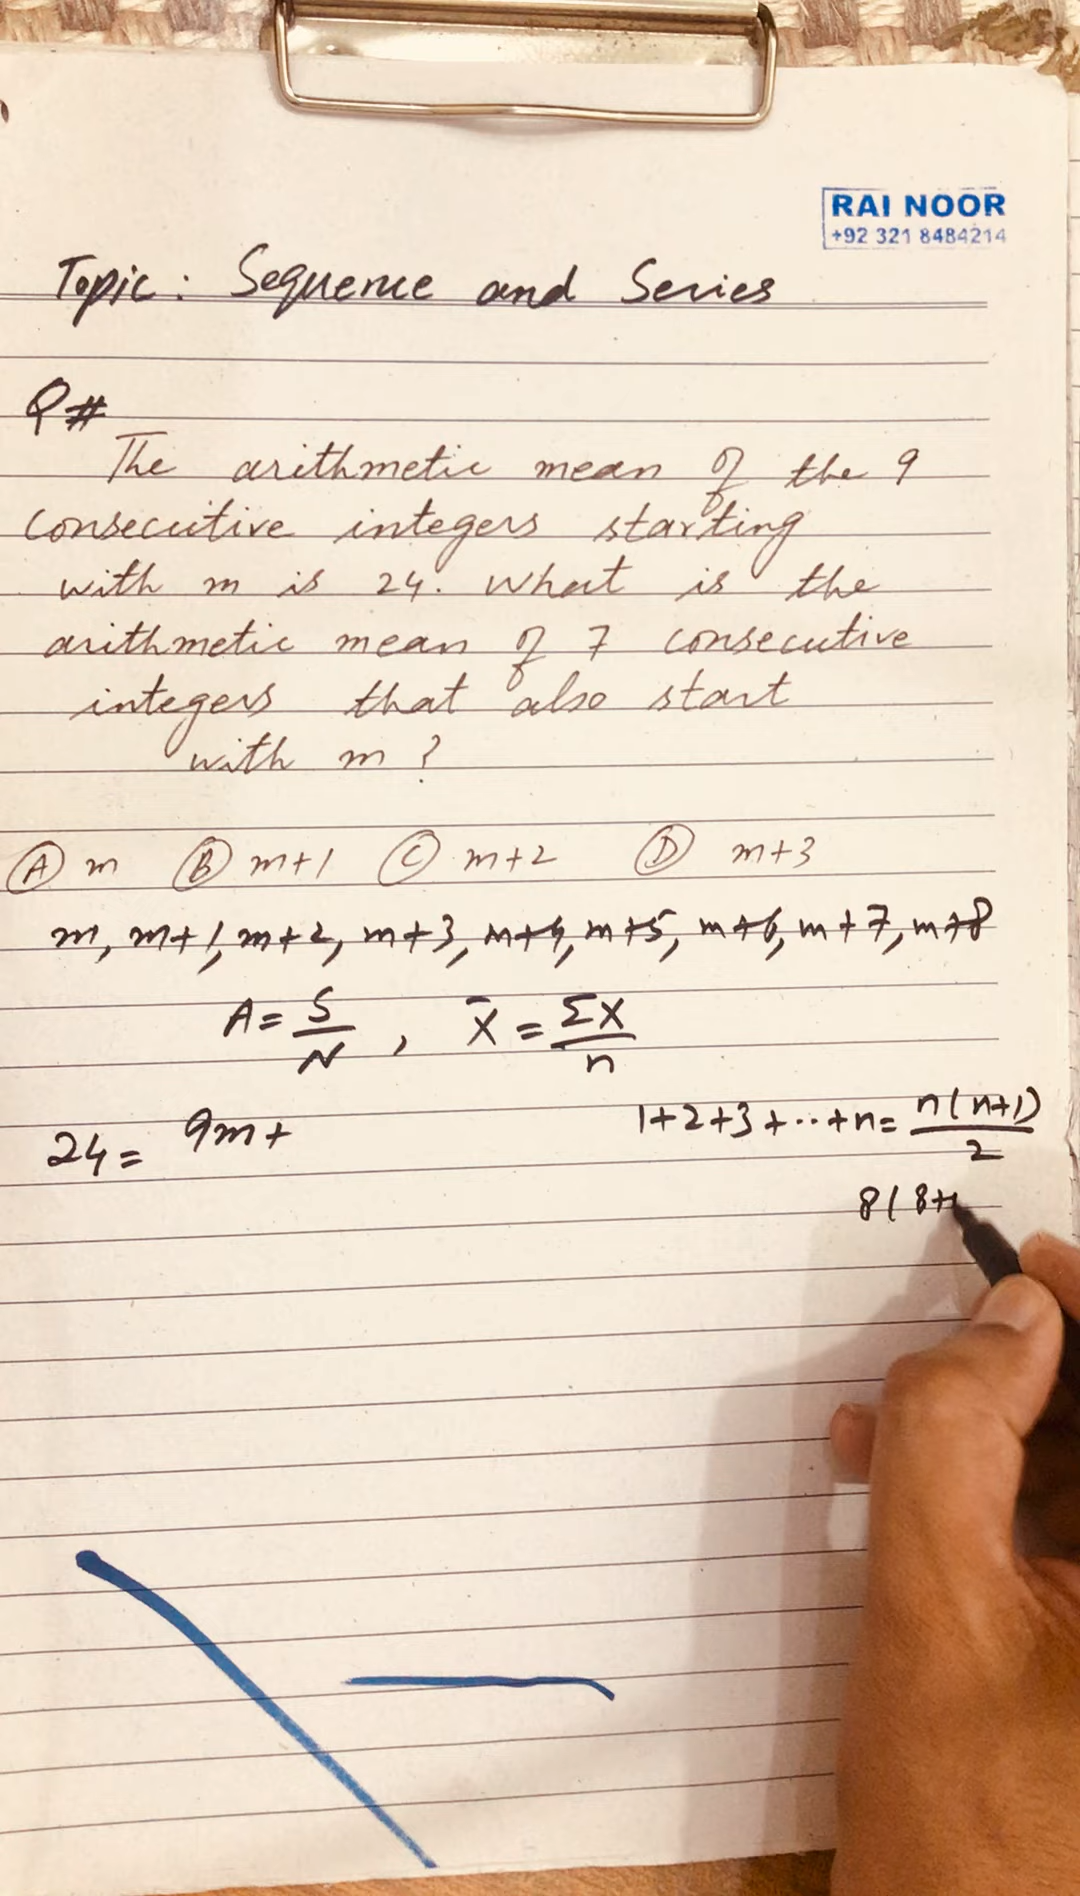 RAI NOOR
+92 321 8484214
Topic: Sequence and Series
Q#
The arithmetic mean of the 9
consecutive integers starting
with m is 24. What is the
arithmetic mean of 7 consecutive
integers that also start
with m ?
Ⓐ m Ⓑ m+1 Ⓒ m+2 Ⓓ m+3
m, m+1, m+2, m+3, m+4, m+5, m+6, m+7, m+8
A = S/N , X̄ = ΣX/n
24 = 9m+ 1+2+3+...+n = n(n+1)/2
8(8+